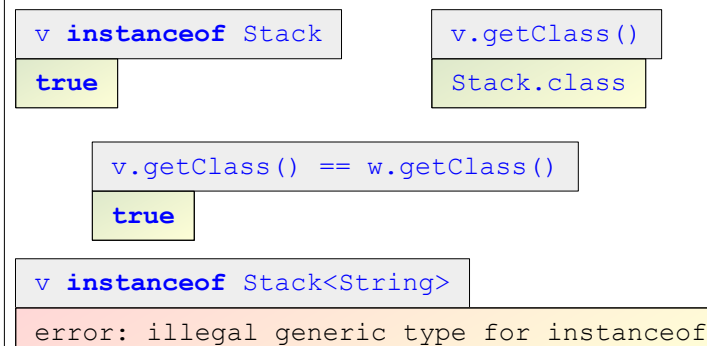 v instanceof Stack
true
v.getClass()
Stack.class
v.getClass() == w.getClass()
true
v instanceof Stack<String>
error: illegal generic type for instanceof